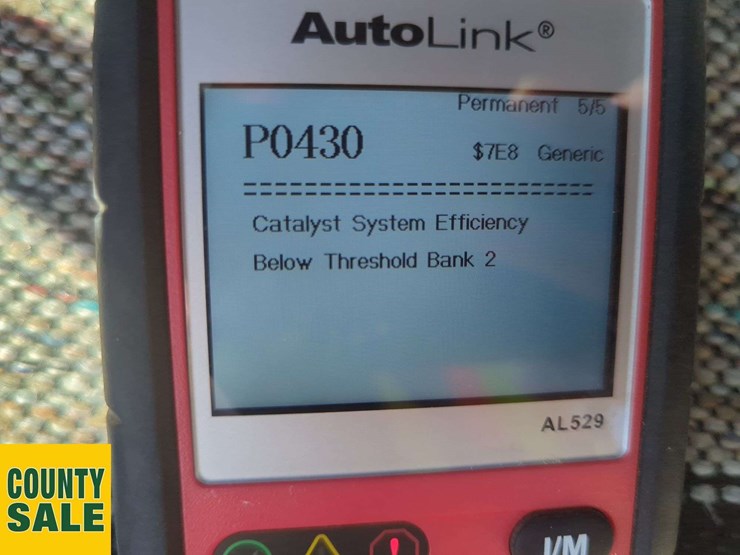 AutoLink®
Permanent 5/5
P0430
$7E8 Generic
==========================
Catalyst System Efficiency
Below Threshold Bank 2
AL529
I/M
COUNTY
SALE